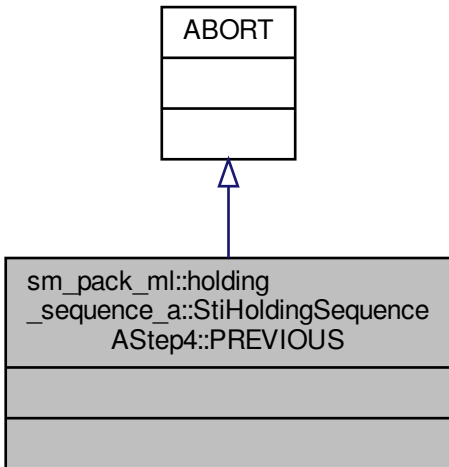 ABORT
sm_pack_ml::holding
_sequence_a::StiHoldingSequence
AStep4::PREVIOUS